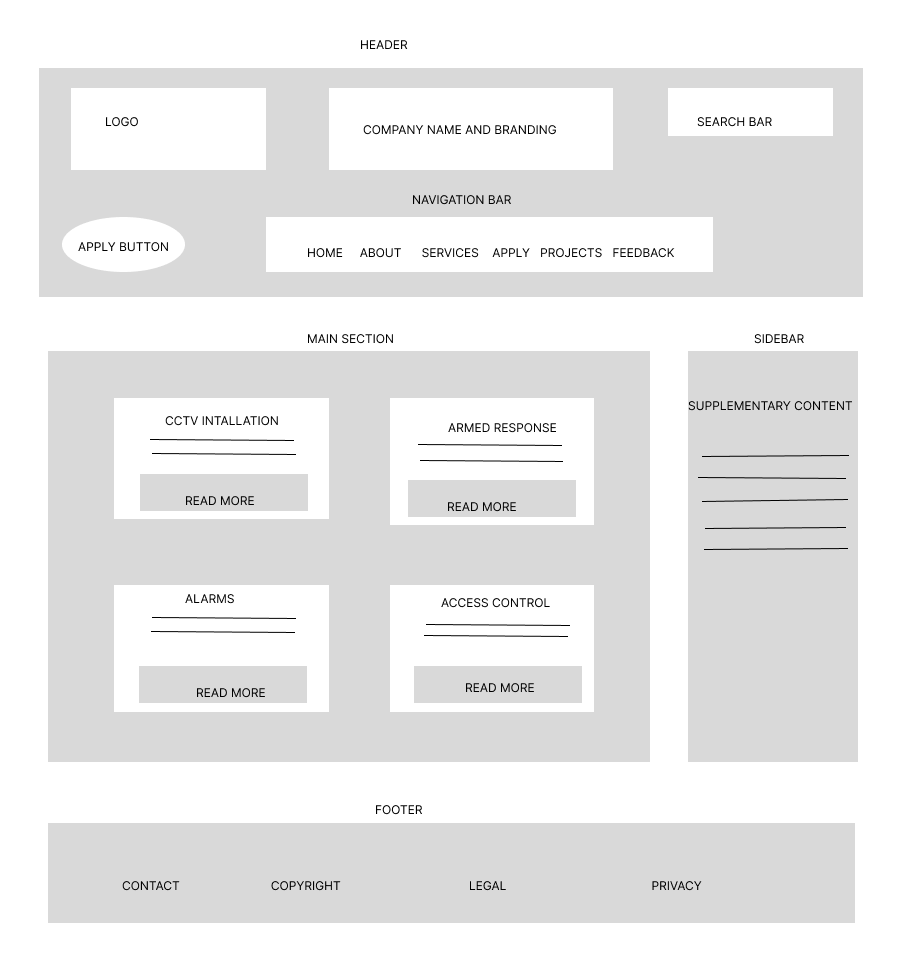 HEADER
LOGO
COMPANY NAME AND BRANDING
SEARCH BAR
NAVIGATION BAR
APPLY BUTTON
HOME ABOUT SERVICES APPLY PROJECTS FEEDBACK
MAIN SECTION
CCTV INTALLATION
READ MORE
ARMED RESPONSE
READ MORE
ALARMS
READ MORE
ACCESS CONTROL
READ MORE
SIDEBAR
SUPPLEMENTARY CONTENT
FOOTER
CONTACT COPYRIGHT LEGAL PRIVACY